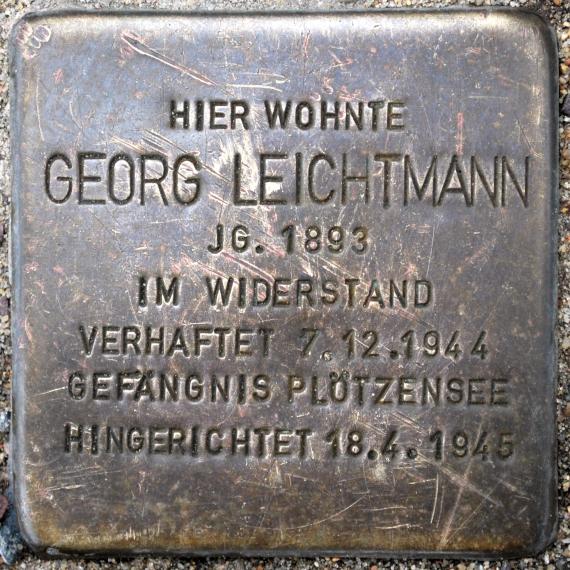 HIER WOHNTE
GEORG LEICHTMANN
JG. 1893
IM WIDERSTAND
VERHAFTET 7.12.1944
GEFÄNGNIS PLÖTZENSEE
HINGERICHTET 18.4.1945